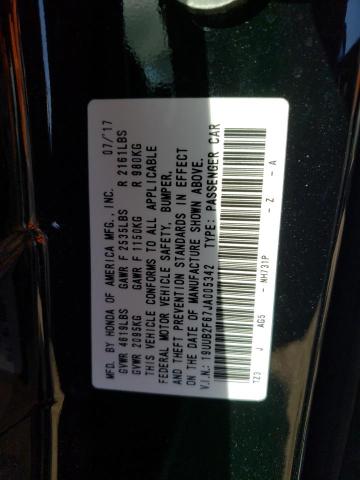 MFD. BY HONDA OF AMERICA MFG., INC. 07/'17
GVWR 4619LBS GAWR F 2535LBS R 2161LBS
GVWR 2095KG GAWR F 1150KG R 980KG
THIS VEHICLE CONFORMS TO ALL APPLICABLE
FEDERAL MOTOR VEHICLE SAFETY, BUMPER,
AND THEFT PREVENTION STANDARDS IN EFFECT
ON THE DATE OF MANUFACTURE SHOWN ABOVE.
V.I.N.: 19UUB2F67JA005342 TYPE: PASSENGER CAR
TZ3 J AG5 - NH731P - Z - A